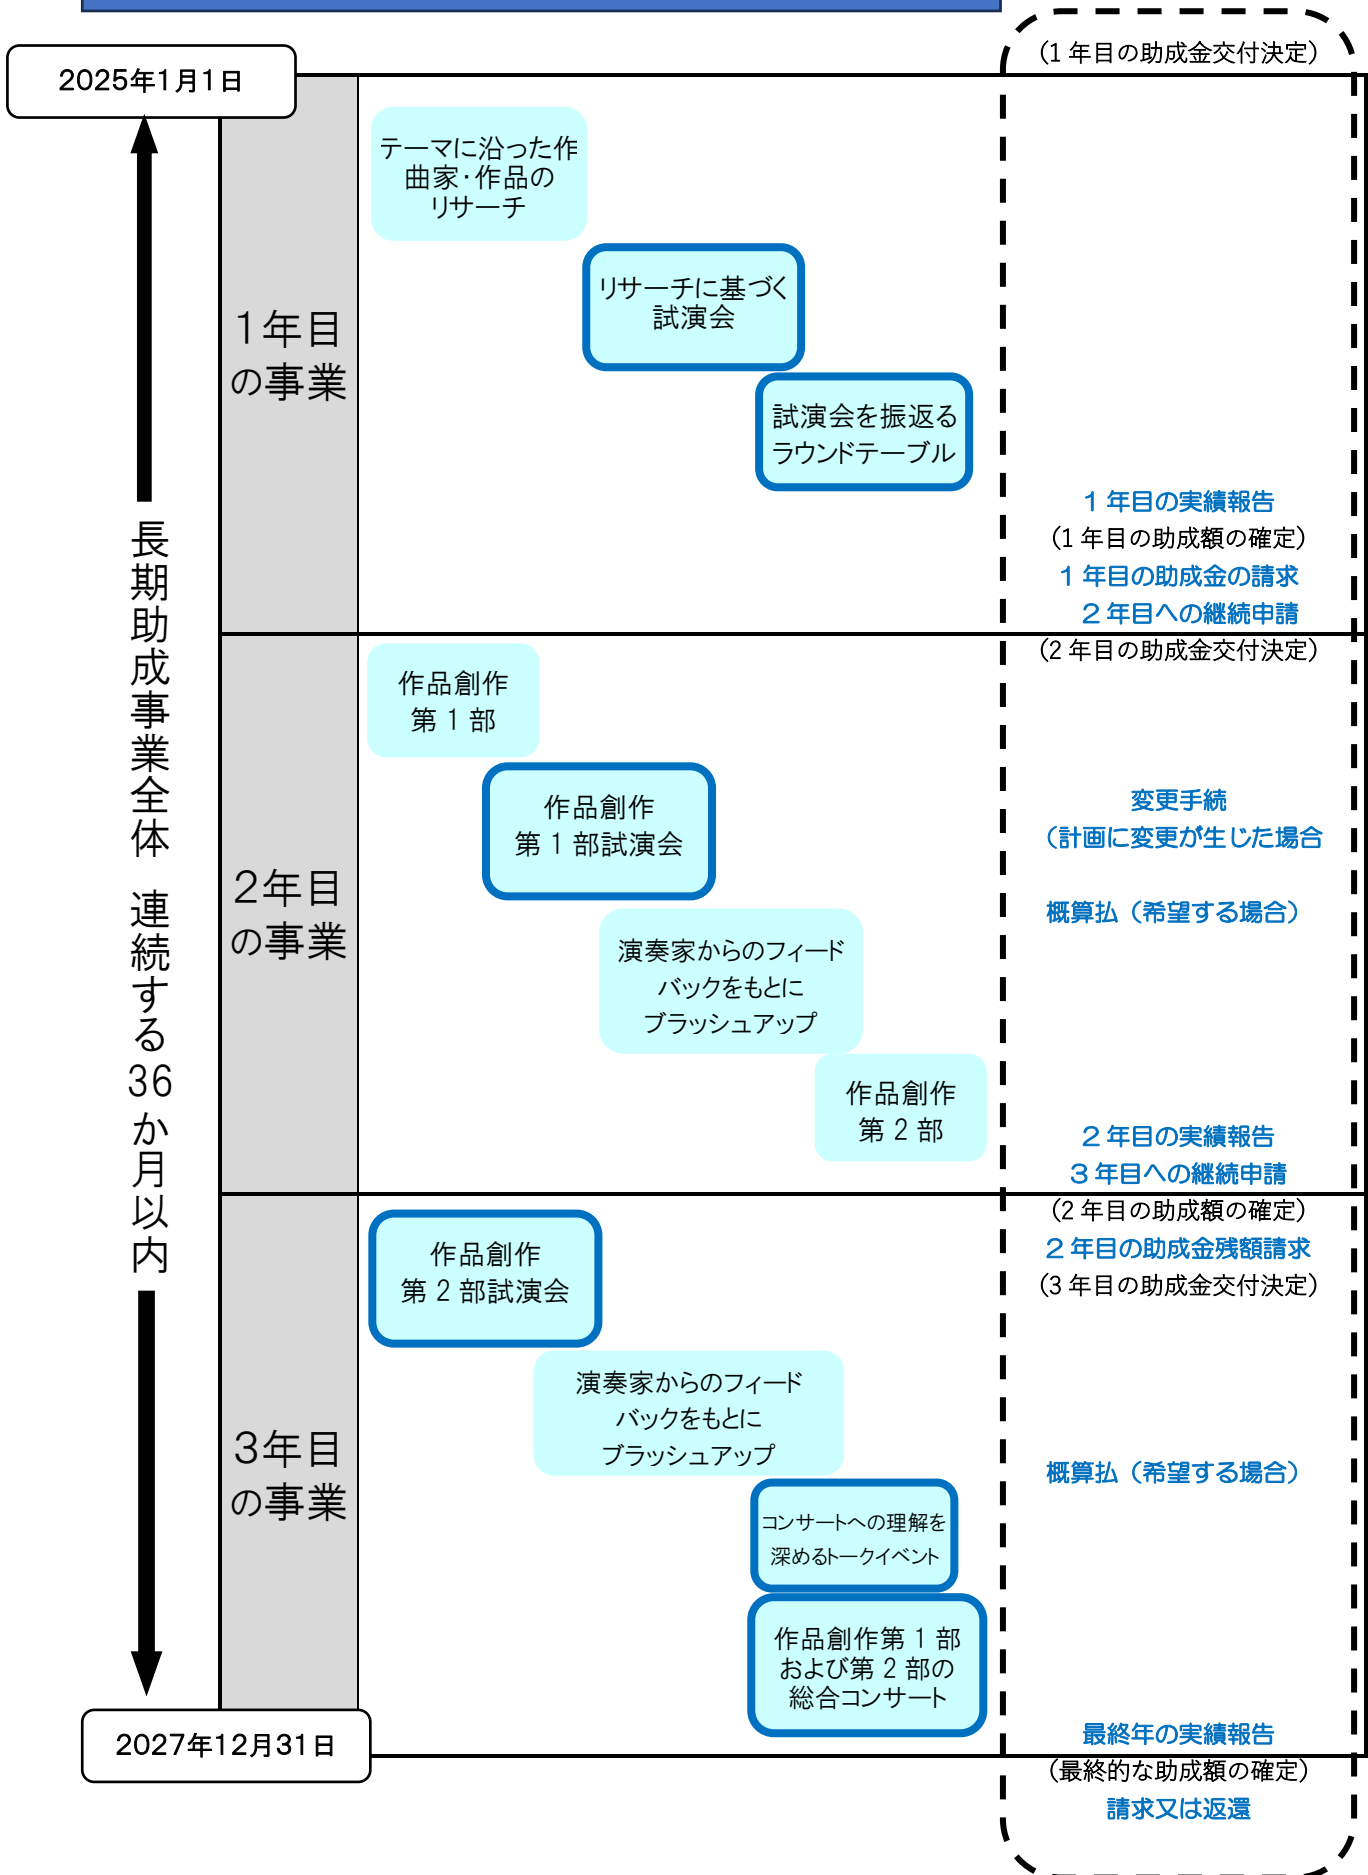 2025年1月1日
(1 年目の助成金交付決定)
長期助成事業全体 連続する36か月以内
1年目
の事業
テーマに沿った作
曲家・作品の
リサーチ
リサーチに基づく
試演会
試演会を振返る
ラウンドテーブル
1 年目の実績報告
(1 年目の助成額の確定)
1 年目の助成金の請求
2 年目への継続申請
(2 年目の助成金交付決定)
2年目
の事業
作品創作
第 1 部
作品創作
第 1 部試演会
演奏家からのフィード
バックをもとに
ブラッシュアップ
作品創作
第 2 部
変更手続
（計画に変更が生じた場合
概算払（希望する場合）
2 年目の実績報告
3 年目への継続申請
(2 年目の助成額の確定)
2 年目の助成金残額請求
(3 年目の助成金交付決定)
3年目
の事業
作品創作
第 2 部試演会
演奏家からのフィード
バックをもとに
ブラッシュアップ
コンサートへの理解を
深めるトークイベント
作品創作第 1 部
および第 2 部の
総合コンサート
概算払（希望する場合）
最終年の実績報告
(最終的な助成額の確定)
請求又は返還
2027年12月31日